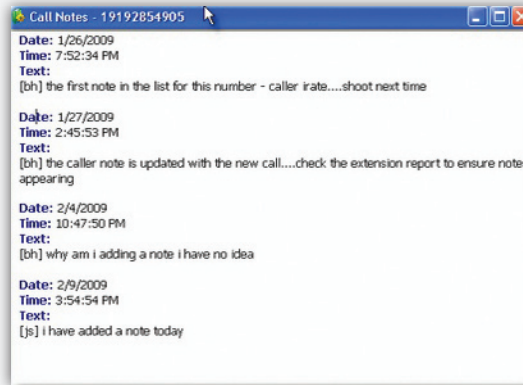 Call Notes - 19192854905
Date: 1/26/2009
Time: 7:52:34 PM
Text:
[bh] the first note in the list for this number - caller irate....shoot next time
Date: 1/27/2009
Time: 2:45:53 PM
Text:
[bh] the caller note is updated with the new call....check the extension report to ensure note
appearing
Date: 2/4/2009
Time: 10:47:50 PM
Text:
[bh] why am i adding a note i have no idea
Date: 2/9/2009
Time: 3:54:54 PM
Text:
[js] i have added a note today